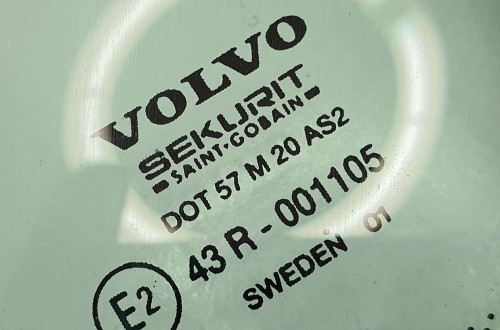 VOLVO
SEKURIT
SAINT-GOBAIN
DOT 57 M 20 AS2
43 R - 001105
E2
SWEDEN 01